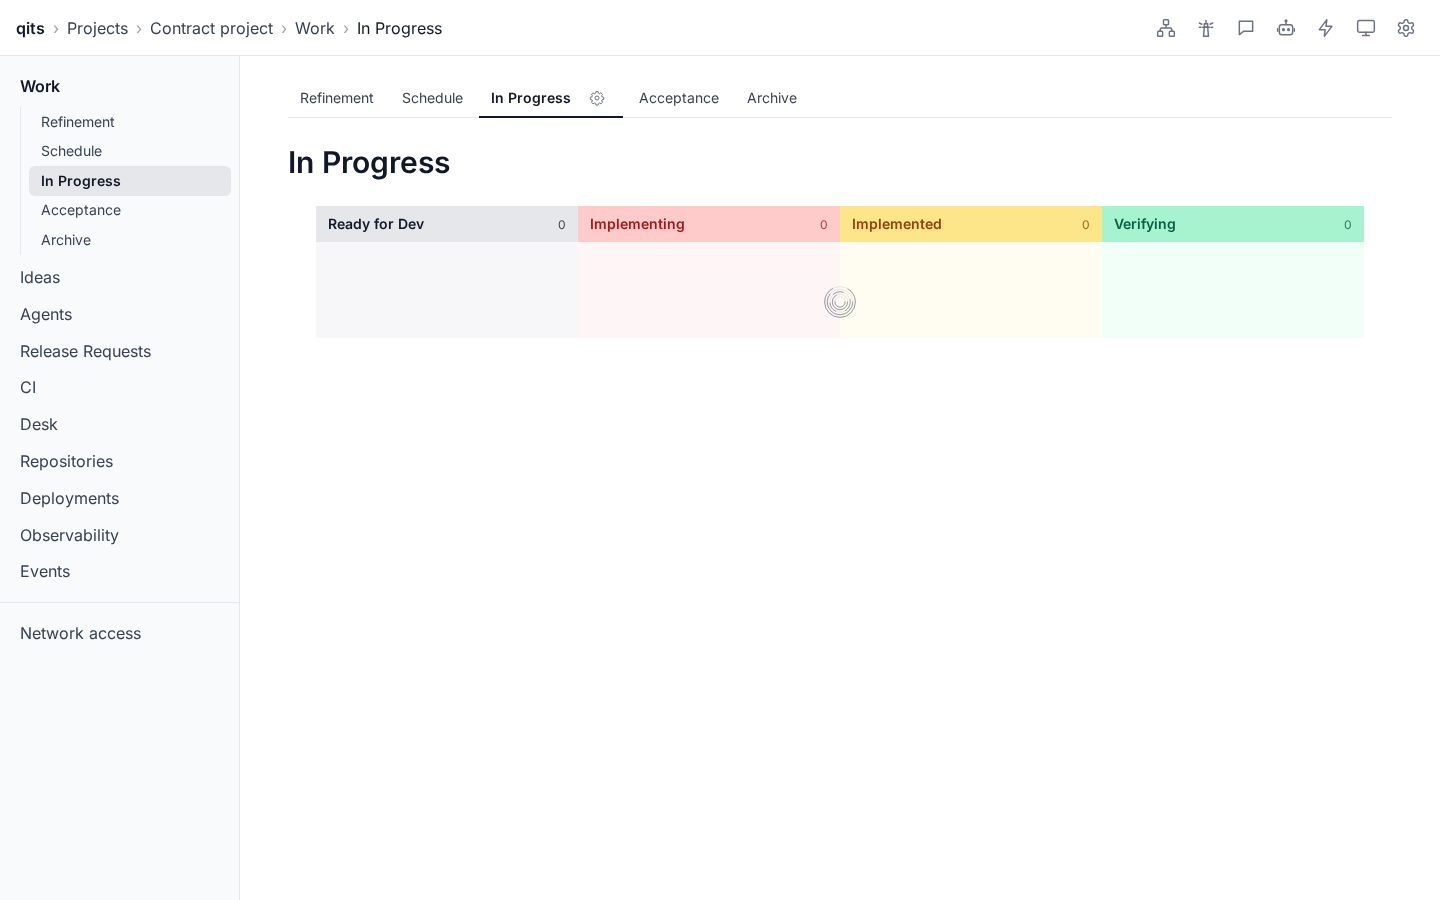 qits › Projects › Contract project › Work › In Progress
Work
Refinement
Schedule
In Progress
Acceptance
Archive
Ideas
Agents
Release Requests
CI
Desk
Repositories
Deployments
Observability
Events
Network access
Refinement Schedule In Progress Acceptance Archive
In Progress
Ready for Dev 0 Implementing 0 Implemented 0 Verifying 0